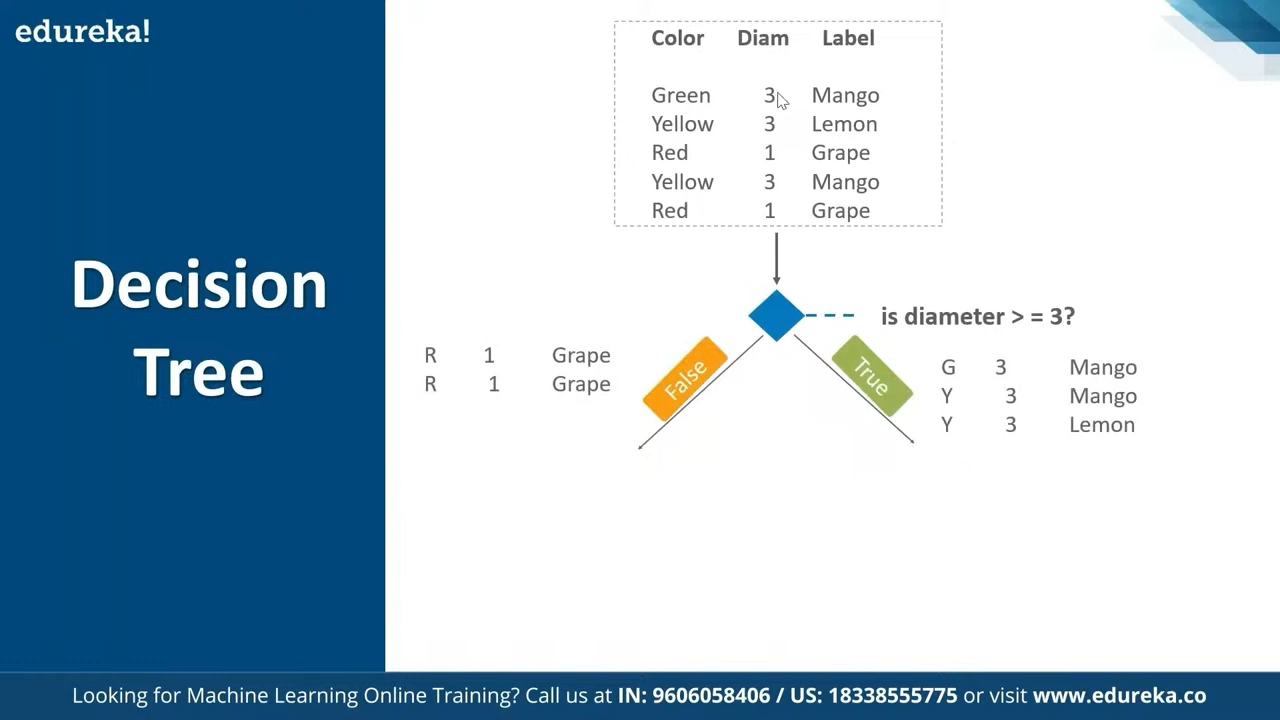 edureka!
Decision
Tree
Color Diam Label
Green 3 Mango
Yellow 3 Lemon
Red 1 Grape
Yellow 3 Mango
Red 1 Grape
is diameter > = 3?
False
True
R 1 Grape
R 1 Grape
G 3 Mango
Y 3 Mango
Y 3 Lemon
Looking for Machine Learning Online Training? Call us at IN: 9606058406 / US: 18338555775 or visit www.edureka.co